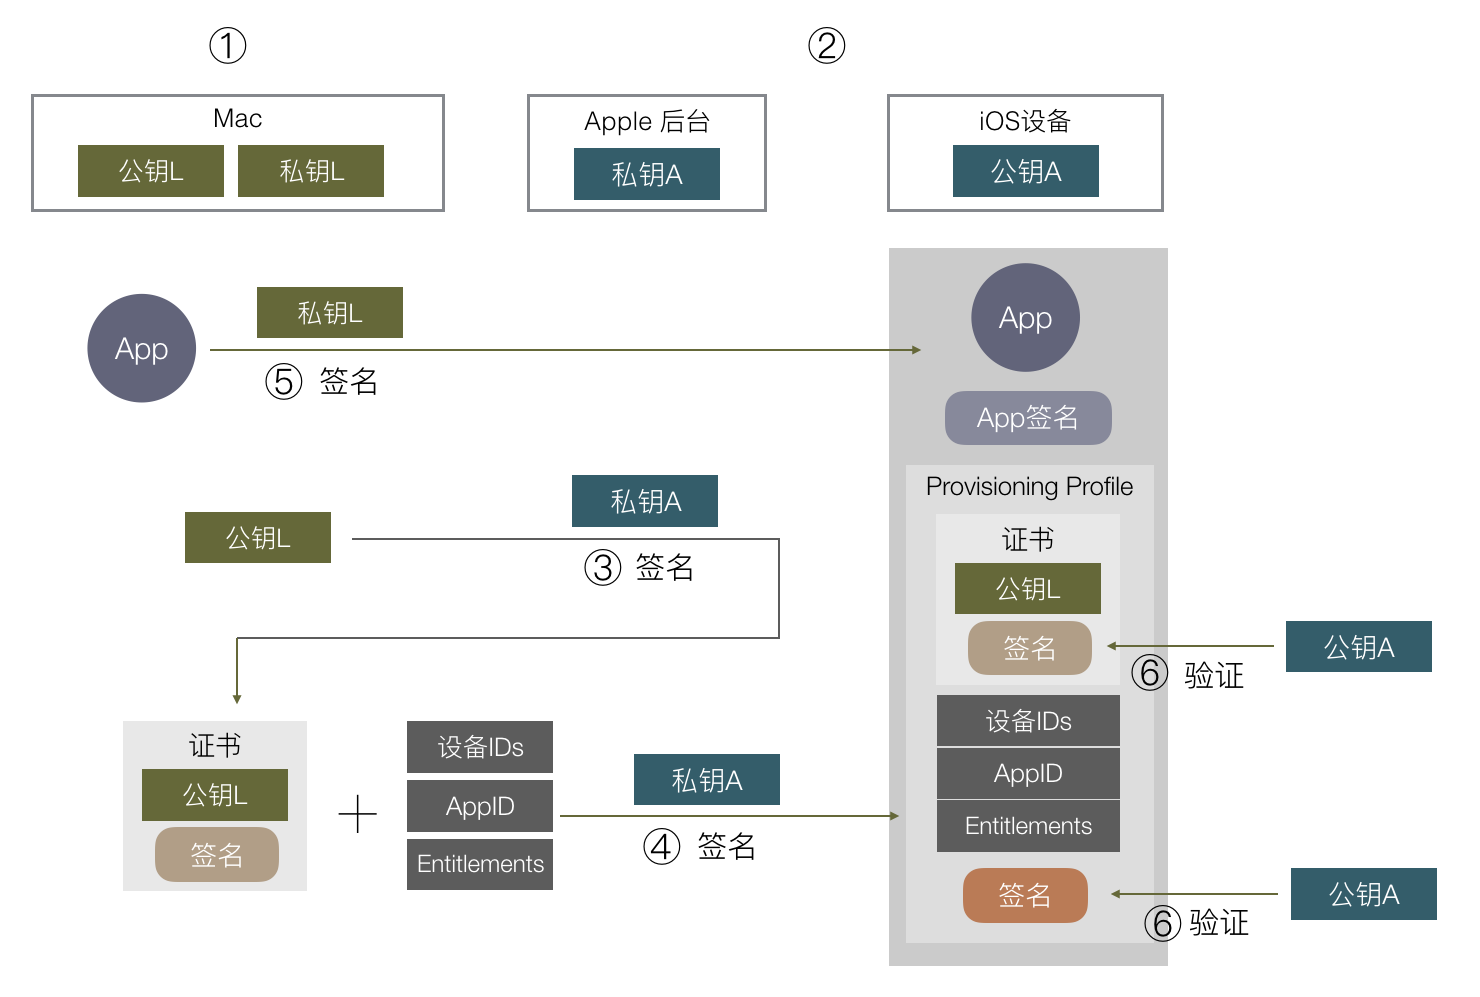 ①
②
Mac
公钥L
私钥L
Apple 后台
私钥A
iOS设备
公钥A
App
私钥L
⑤ 签名
App
App签名
公钥L
私钥A
③ 签名
Provisioning Profile
证书
公钥L
签名
公钥A
⑥ 验证
证书
公钥L
签名
设备IDs
AppID
Entitlements
私钥A
④ 签名
设备IDs
AppID
Entitlements
签名
公钥A
⑥ 验证